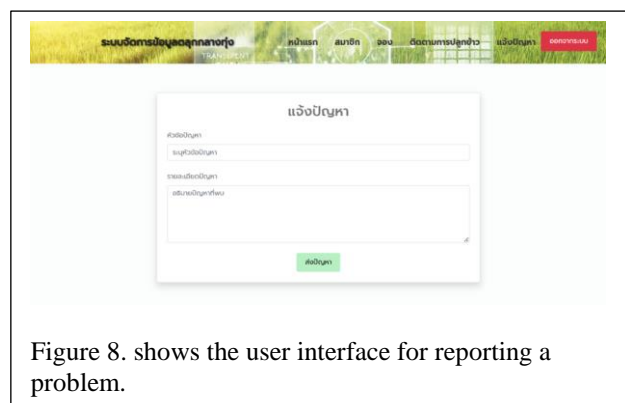 ระบบจัดการข้อมูลตลุกกลางทุ่ง
TRANSPLENT
หน้าแรก สมาชิก จอง ติดตามการปลูกข้าว แจ้งปัญหา ออกจากระบบ
แจ้งปัญหา
หัวข้อปัญหา
ระบุหัวข้อปัญหา
รายละเอียดปัญหา
อธิบายปัญหาที่พบ
ส่งปัญหา
Figure 8. shows the user interface for reporting a
problem.